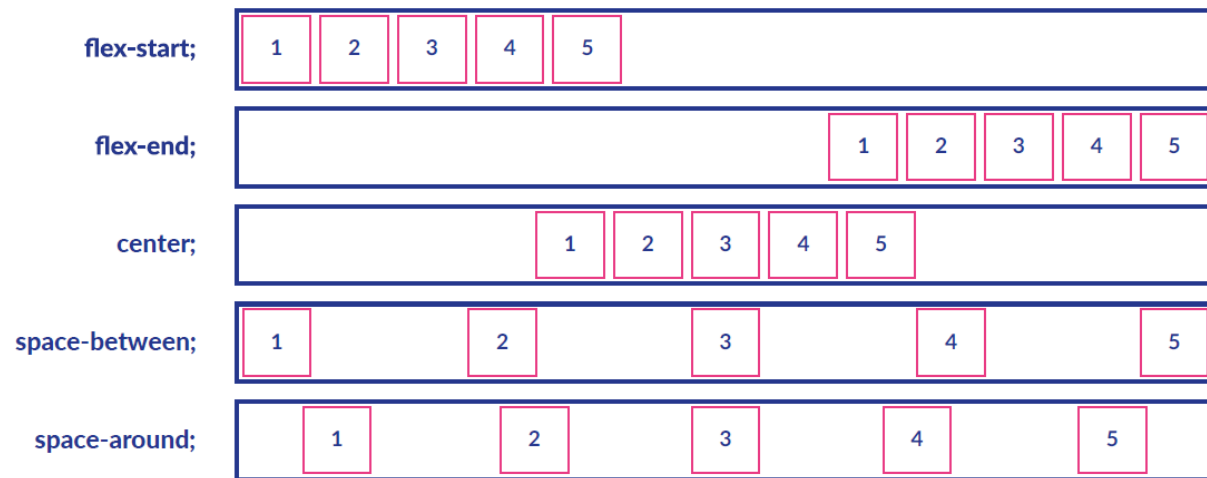 flex-start; 1 2 3 4 5
flex-end; 1 2 3 4 5
center; 1 2 3 4 5
space-between; 1 2 3 4 5
space-around; 1 2 3 4 5